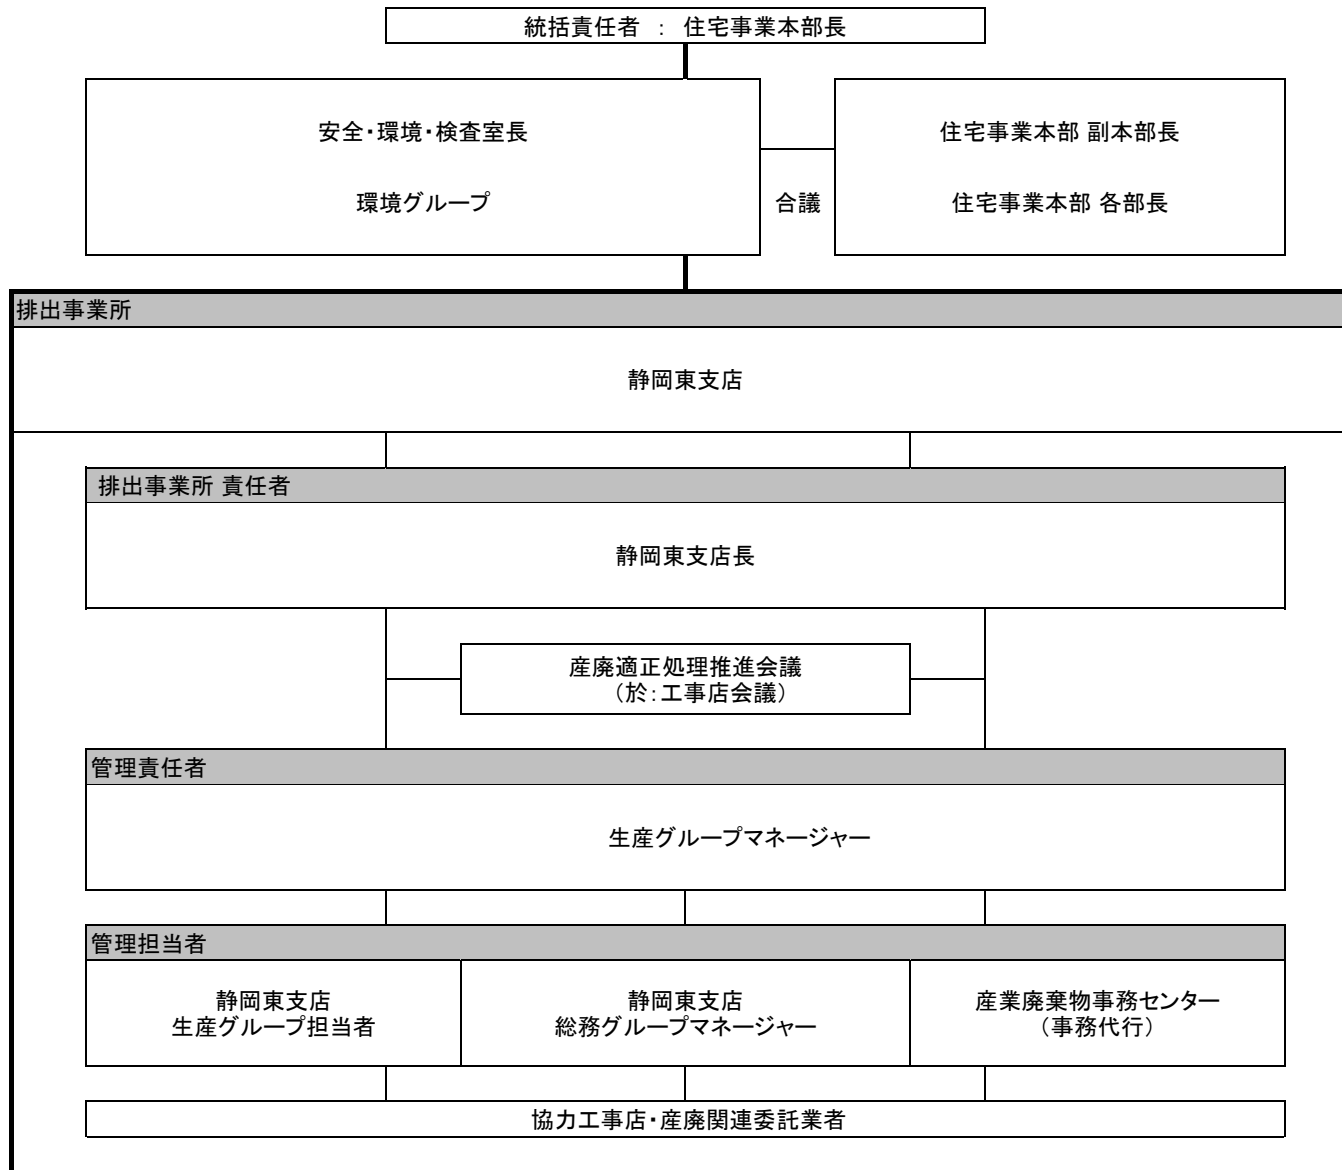 統括責任者 ： 住宅事業本部長
安全・環境・検査室長
住宅事業本部 副本部長
環境グループ
合議
住宅事業本部 各部長
排出事業所
静岡東支店
排出事業所 責任者
静岡東支店長
産廃適正処理推進会議
（於：工事店会議）
管理責任者
生産グループマネージャー
管理担当者
静岡東支店
生産グループ担当者
静岡東支店
総務グループマネージャー
産業廃棄物事務センター
（事務代行）
協力工事店・産廃関連委託業者